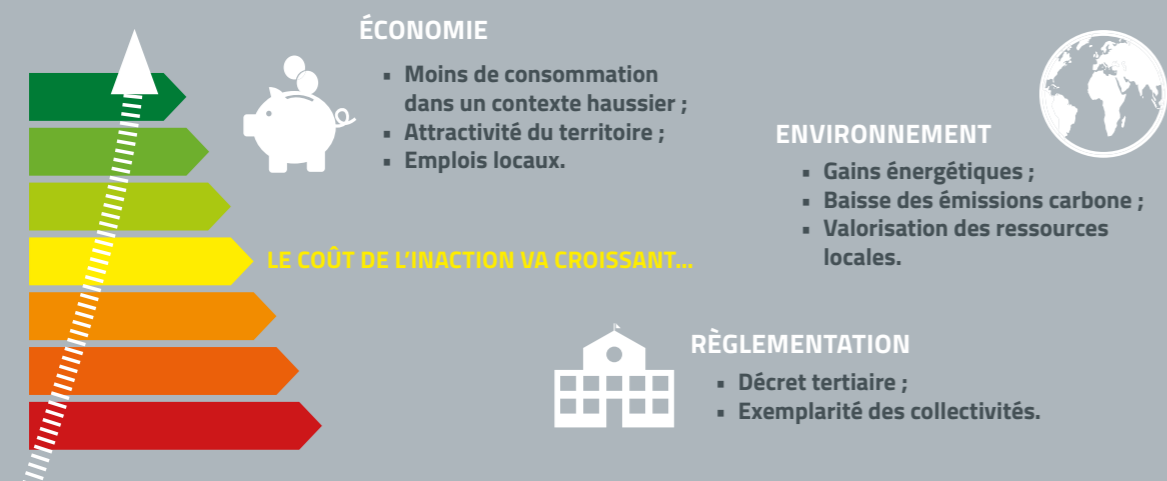 ÉCONOMIE
▪ Moins de consommation
dans un contexte haussier ;
▪ Attractivité du territoire ;
▪ Emplois locaux.
ENVIRONNEMENT
▪ Gains énergétiques ;
▪ Baisse des émissions carbone ;
▪ Valorisation des ressources
locales.
LE COÛT DE L'INACTION VA CROISSANT...
RÈGLEMENTATION
▪ Décret tertiaire ;
▪ Exemplarité des collectivités.